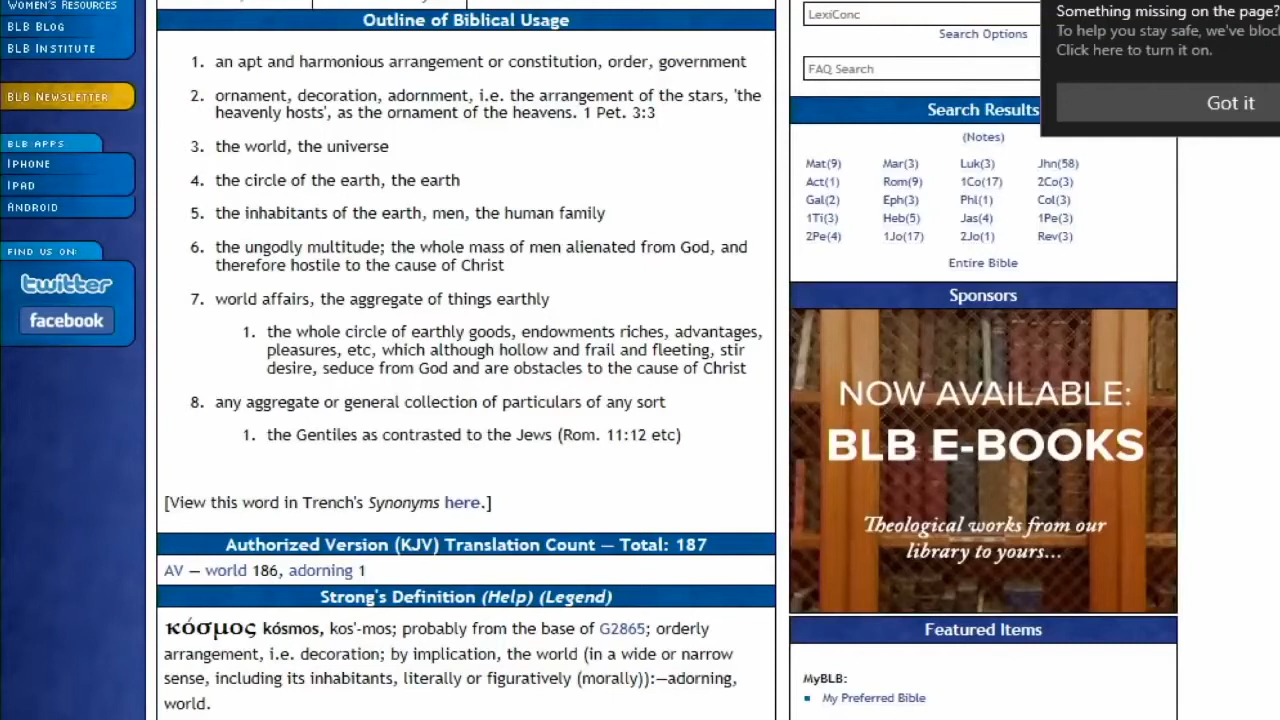 WOMEN'S RESOURCES
BLB BLOG
BLB INSTITUTE
BLB NEWSLETTER
BLB APPS
IPHONE
IPAD
ANDROID
FIND US ON:
twitter
facebook
Outline of Biblical Usage
1. an apt and harmonious arrangement or constitution, order, government
2. ornament, decoration, adornment, i.e. the arrangement of the stars, 'the
heavenly hosts', as the ornament of the heavens. 1 Pet. 3:3
3. the world, the universe
4. the circle of the earth, the earth
5. the inhabitants of the earth, men, the human family
6. the ungodly multitude; the whole mass of men alienated from God, and
therefore hostile to the cause of Christ
7. world affairs, the aggregate of things earthly
1. the whole circle of earthly goods, endowments riches, advantages,
pleasures, etc, which although hollow and frail and fleeting, stir
desire, seduce from God and are obstacles to the cause of Christ
8. any aggregate or general collection of particulars of any sort
1. the Gentiles as contrasted to the Jews (Rom. 11:12 etc)
[View this word in Trench's Synonyms here.]
Authorized Version (KJV) Translation Count — Total: 187
AV — world 186, adorning 1
Strong's Definition (Help) (Legend)
κόσμος kósmos, kos'-mos; probably from the base of G2865; orderly
arrangement, i.e. decoration; by implication, the world (in a wide or narrow
sense, including its inhabitants, literally or figuratively (morally)):—adorning,
world.
LexiConc
Search Options
FAQ Search
Search Results
(Notes)
Mat(9) Mar(3) Luk(3) Jhn(58)
Act(1) Rom(9) 1Co(17) 2Co(3)
Gal(2) Eph(3) Phl(1) Col(3)
1Ti(3) Heb(5) Jas(4) 1Pe(3)
2Pe(4) 1Jo(17) 2Jo(1) Rev(3)
Entire Bible
Sponsors
NOW AVAILABLE:
BLB E-BOOKS
Theological works from our
library to yours...
Featured Items
MyBLB:
My Preferred Bible
Something missing on the page?
To help you stay safe, we've bloc
Click here to turn it on.
Got it